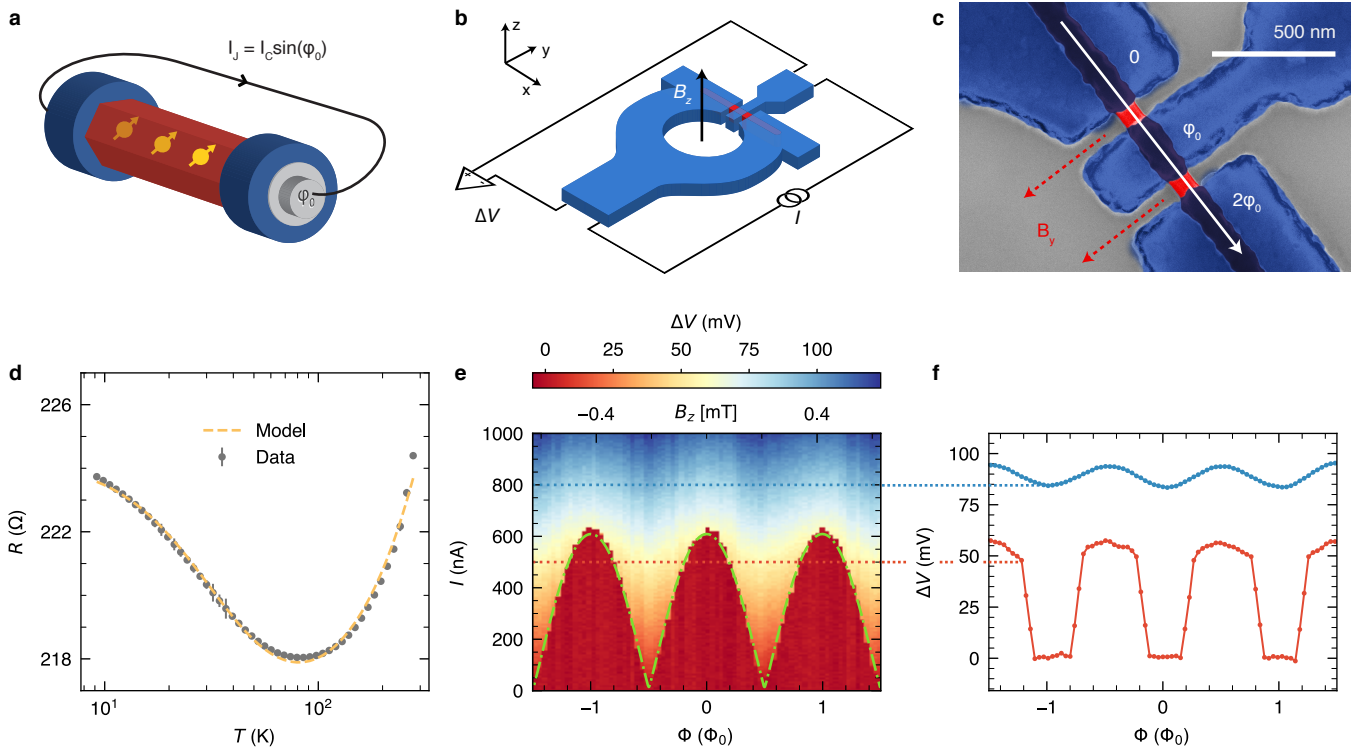 a
I_J = I_C sin(φ_0)
φ_0
b
z
y
x
B_z
+
-
ΔV
I
c
500 nm
0
φ_0
2φ_0
B_y
d
R (Ω)
226
224
222
220
218
Model
Data
10^1
10^2
T (K)
ΔV (mV)
0 25 50 75 100
e
−0.4 B_z [mT] 0.4
I (nA)
1000
800
600
400
200
0
−1 0 1
Φ (Φ_0)
f
ΔV (mV)
100
75
50
25
0
−1 0 1
Φ (Φ_0)